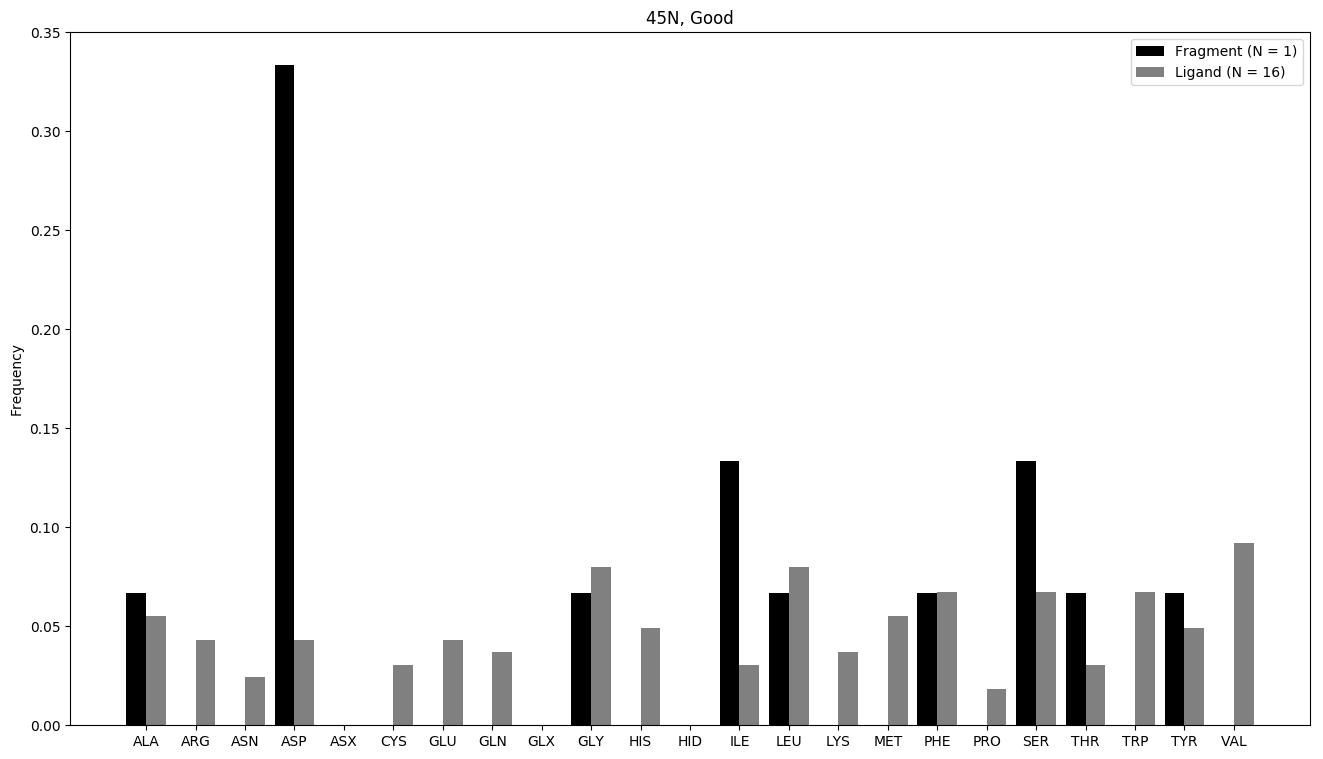 45N, Good
Fragment (N = 1)
Ligand (N = 16)
Frequency
0.35
0.30
0.25
0.20
0.15
0.10
0.05
0.00
ALA ARG ASN ASP ASX CYS GLU GLN GLX GLY HIS HID ILE LEU LYS MET PHE PRO SER THR TRP TYR VAL